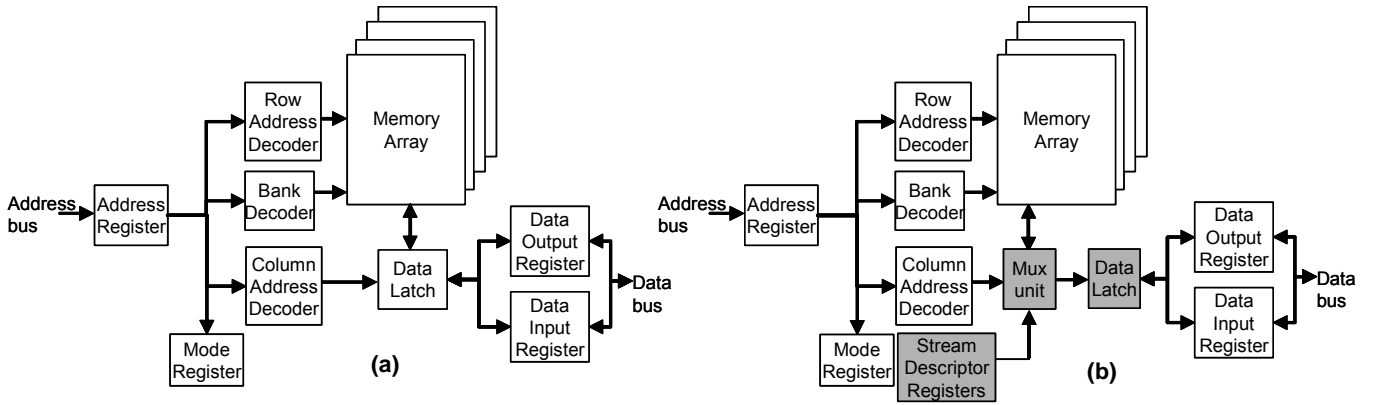 Row
Address
Decoder
Memory
Array
Address
bus
Address
Register
Bank
Decoder
Column
Address
Decoder
Data
Latch
Data
Output
Register
Data
Input
Register
Data
bus
Mode
Register
(a)
Row
Address
Decoder
Memory
Array
Address
bus
Address
Register
Bank
Decoder
Column
Address
Decoder
Mux
unit
Data
Latch
Data
Output
Register
Data
Input
Register
Data
bus
Mode
Register
Stream
Descriptor
Registers
(b)